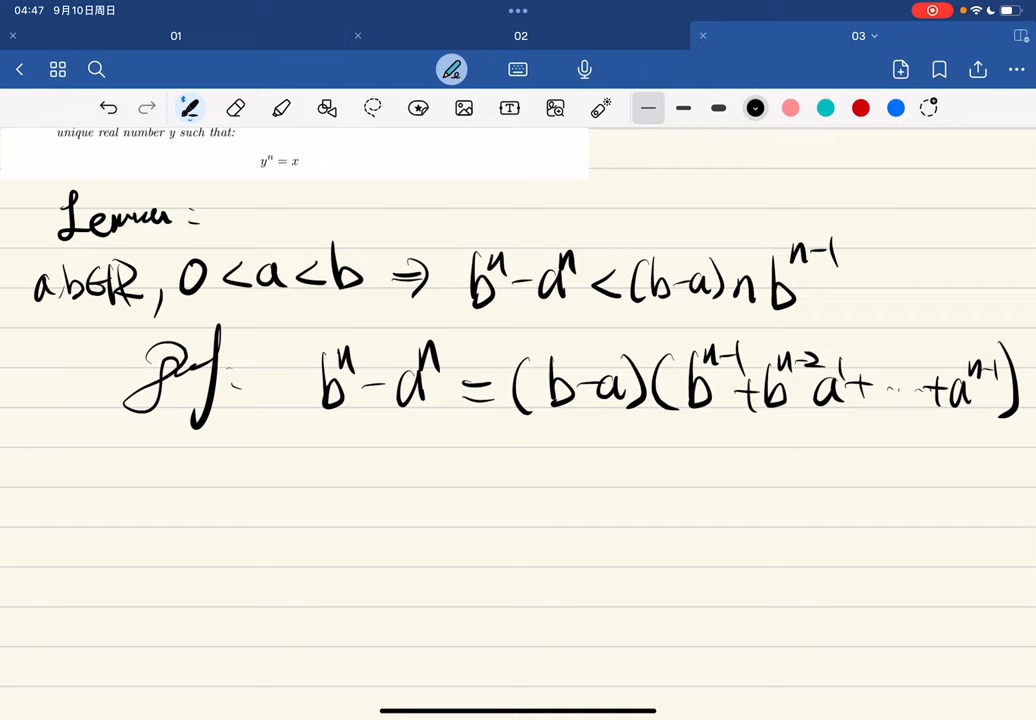 04:47 9月10日周日
01 02 03
unique real number y such that:
yⁿ = x
Lemma:
a,b∈ℝ, 0<a<b ⇒ bⁿ-aⁿ<(b-a)nbⁿ⁻¹
Prf: bⁿ-aⁿ=(b-a)(bⁿ⁻¹+bⁿ⁻²a¹+⋯+aⁿ⁻¹)